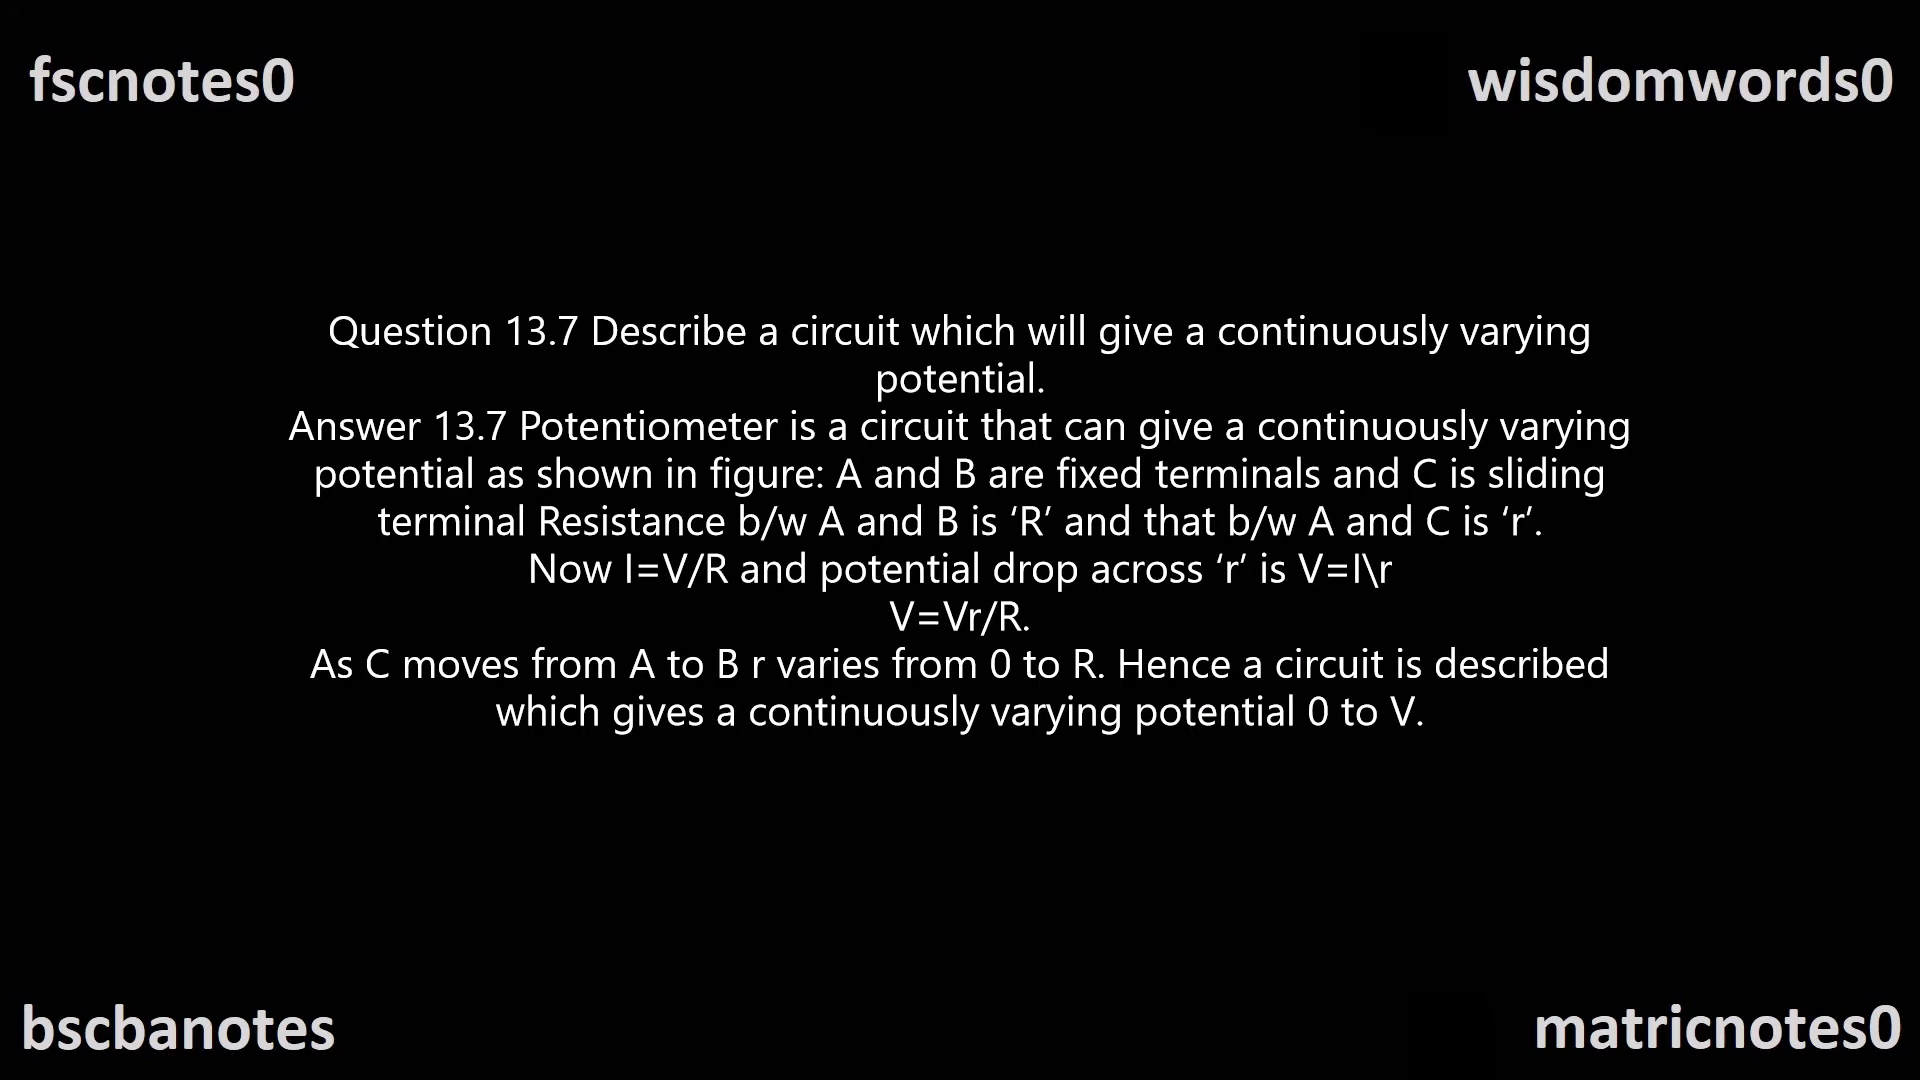 fscnotes0
wisdomwords0
Question 13.7 Describe a circuit which will give a continuously varying
potential.
Answer 13.7 Potentiometer is a circuit that can give a continuously varying
potential as shown in figure: A and B are fixed terminals and C is sliding
terminal Resistance b/w A and B is ‘R’ and that b/w A and C is ‘r’.
Now I=V/R and potential drop across ‘r’ is V=I\r
V=Vr/R.
As C moves from A to B r varies from 0 to R. Hence a circuit is described
which gives a continuously varying potential 0 to V.
bscbanotes
matricnotes0